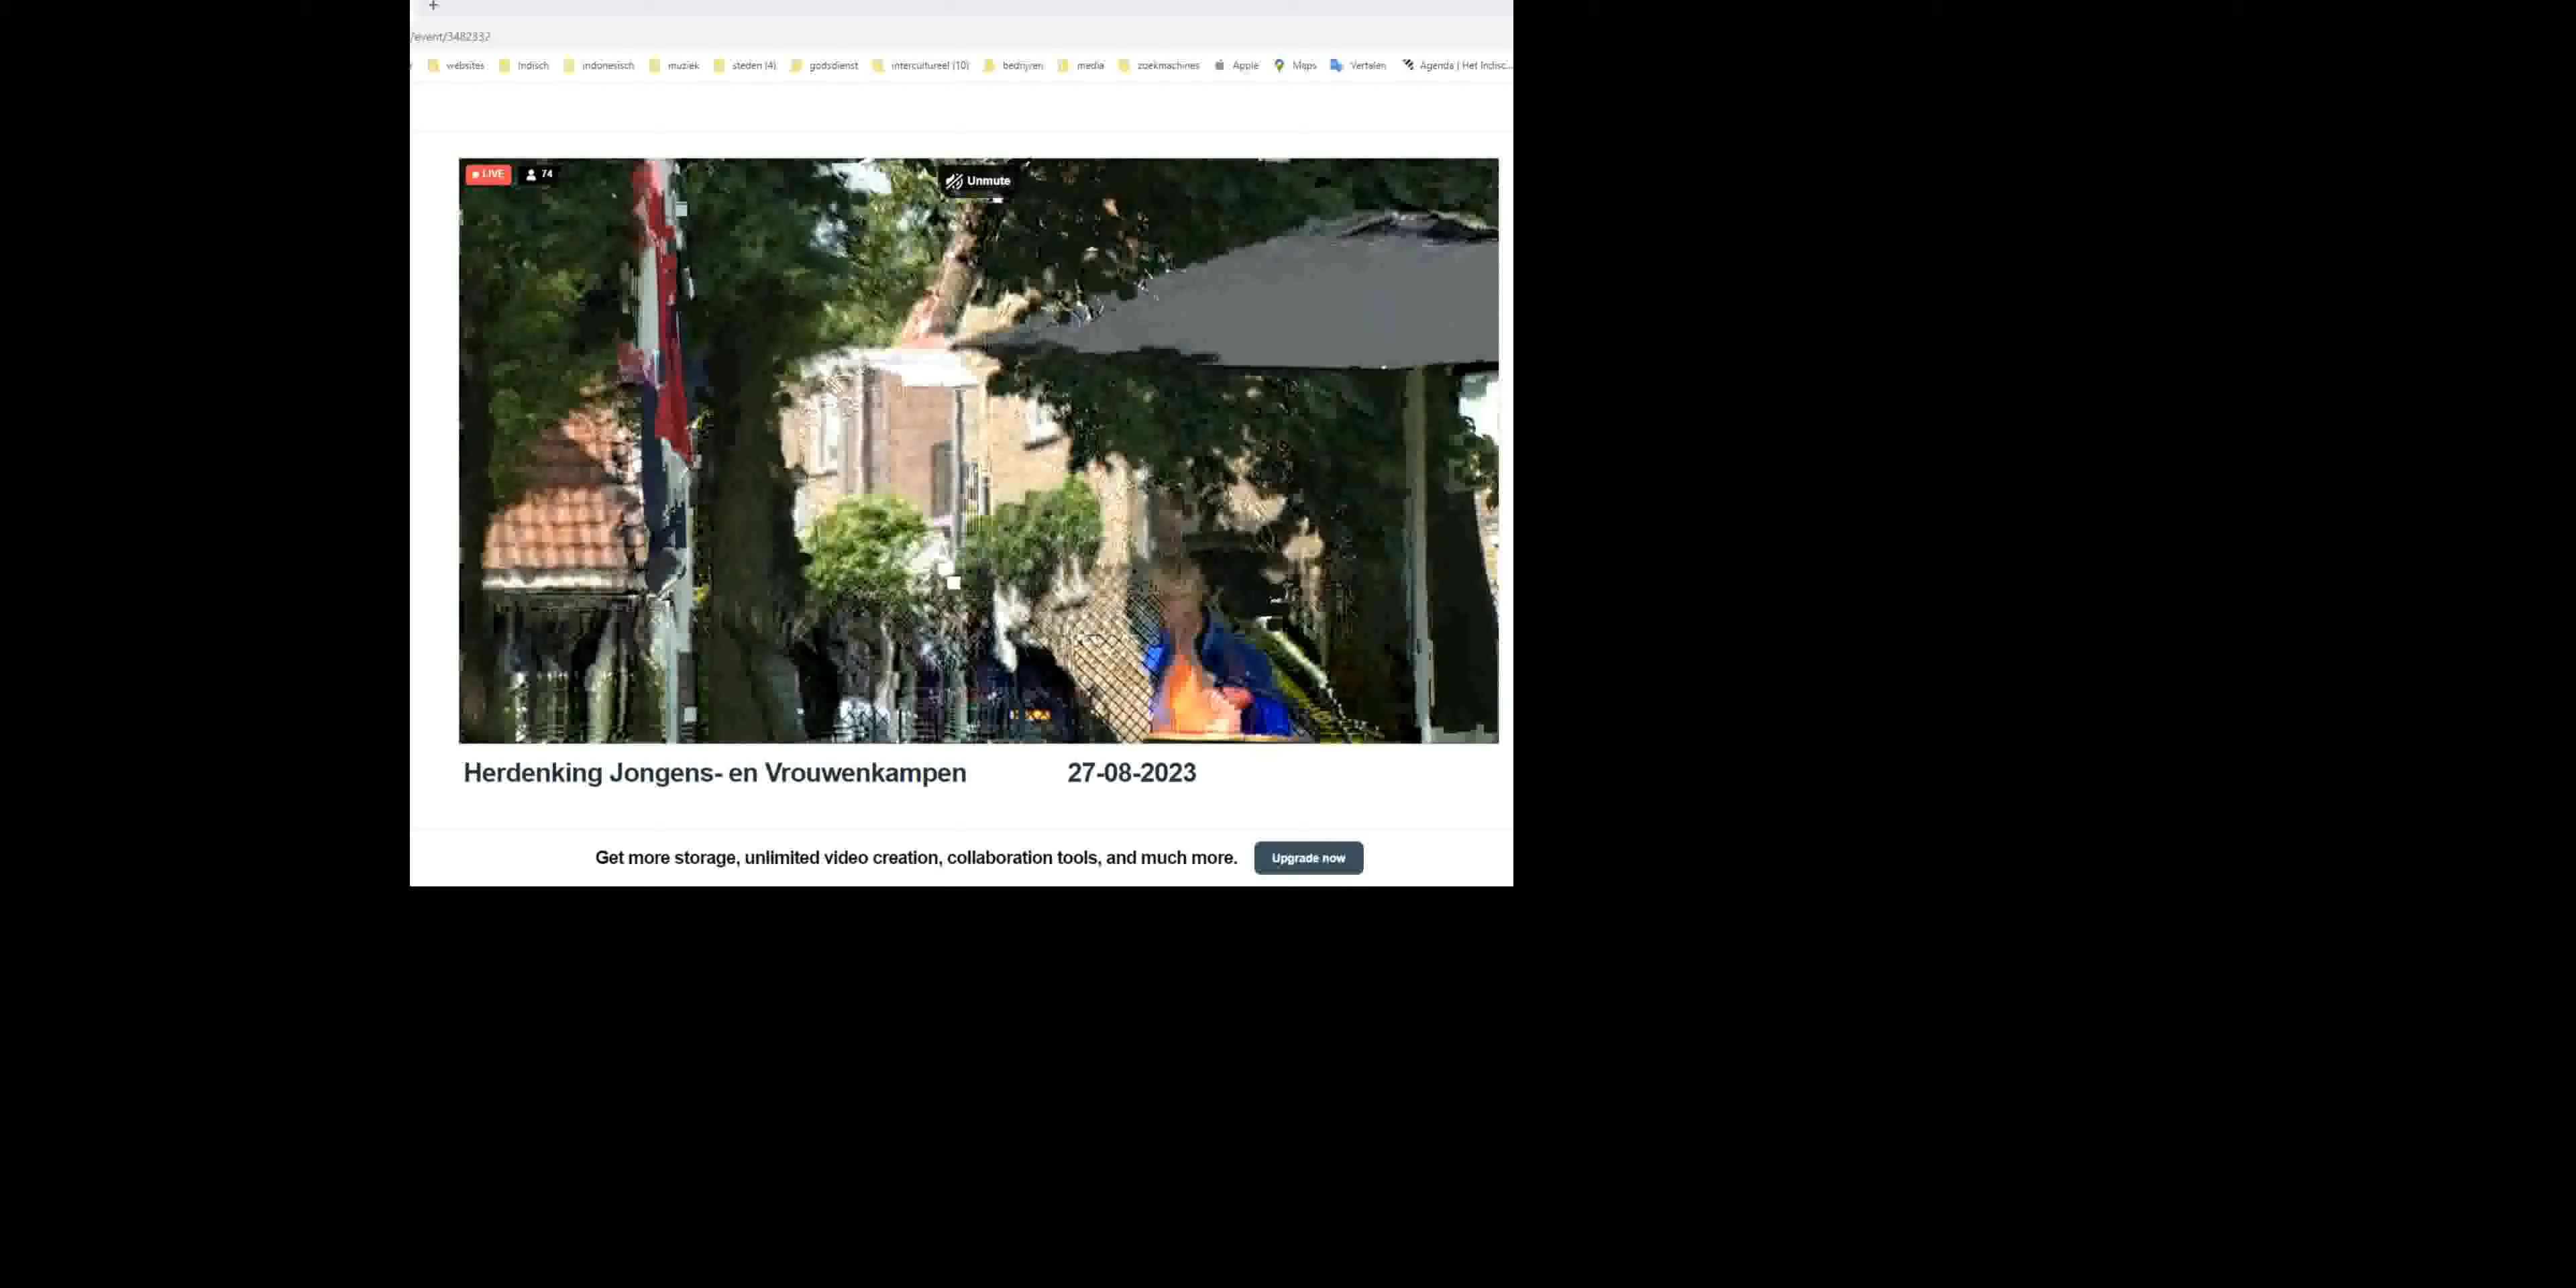 +
/event/3482332
websites Indisch indonesisch muziek steden (4) godsdienst intercultureel (10) bedrijven media zoekmachines Apple Maps Vertalen Agenda | Het Indisc...
LIVE 74
Unmute
Herdenking Jongens- en Vrouwenkampen 27-08-2023
Get more storage, unlimited video creation, collaboration tools, and much more. Upgrade now